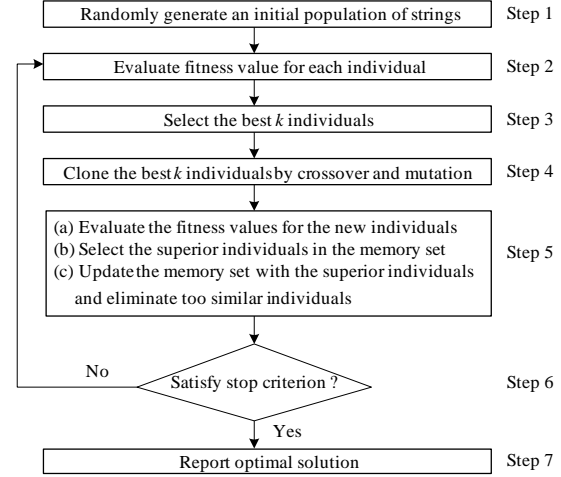 Randomly generate an initial population of strings Step 1
Evaluate fitness value for each individual Step 2
Select the best k individuals Step 3
Clone the best k individuals by crossover and mutation Step 4
(a) Evaluate the fitness values for the new individuals
(b) Select the superior individuals in the memory set
(c) Update the memory set with the superior individuals
and eliminate too similar individuals
Step 5
No
Satisfy stop criterion ?
Step 6
Yes
Report optimal solution Step 7